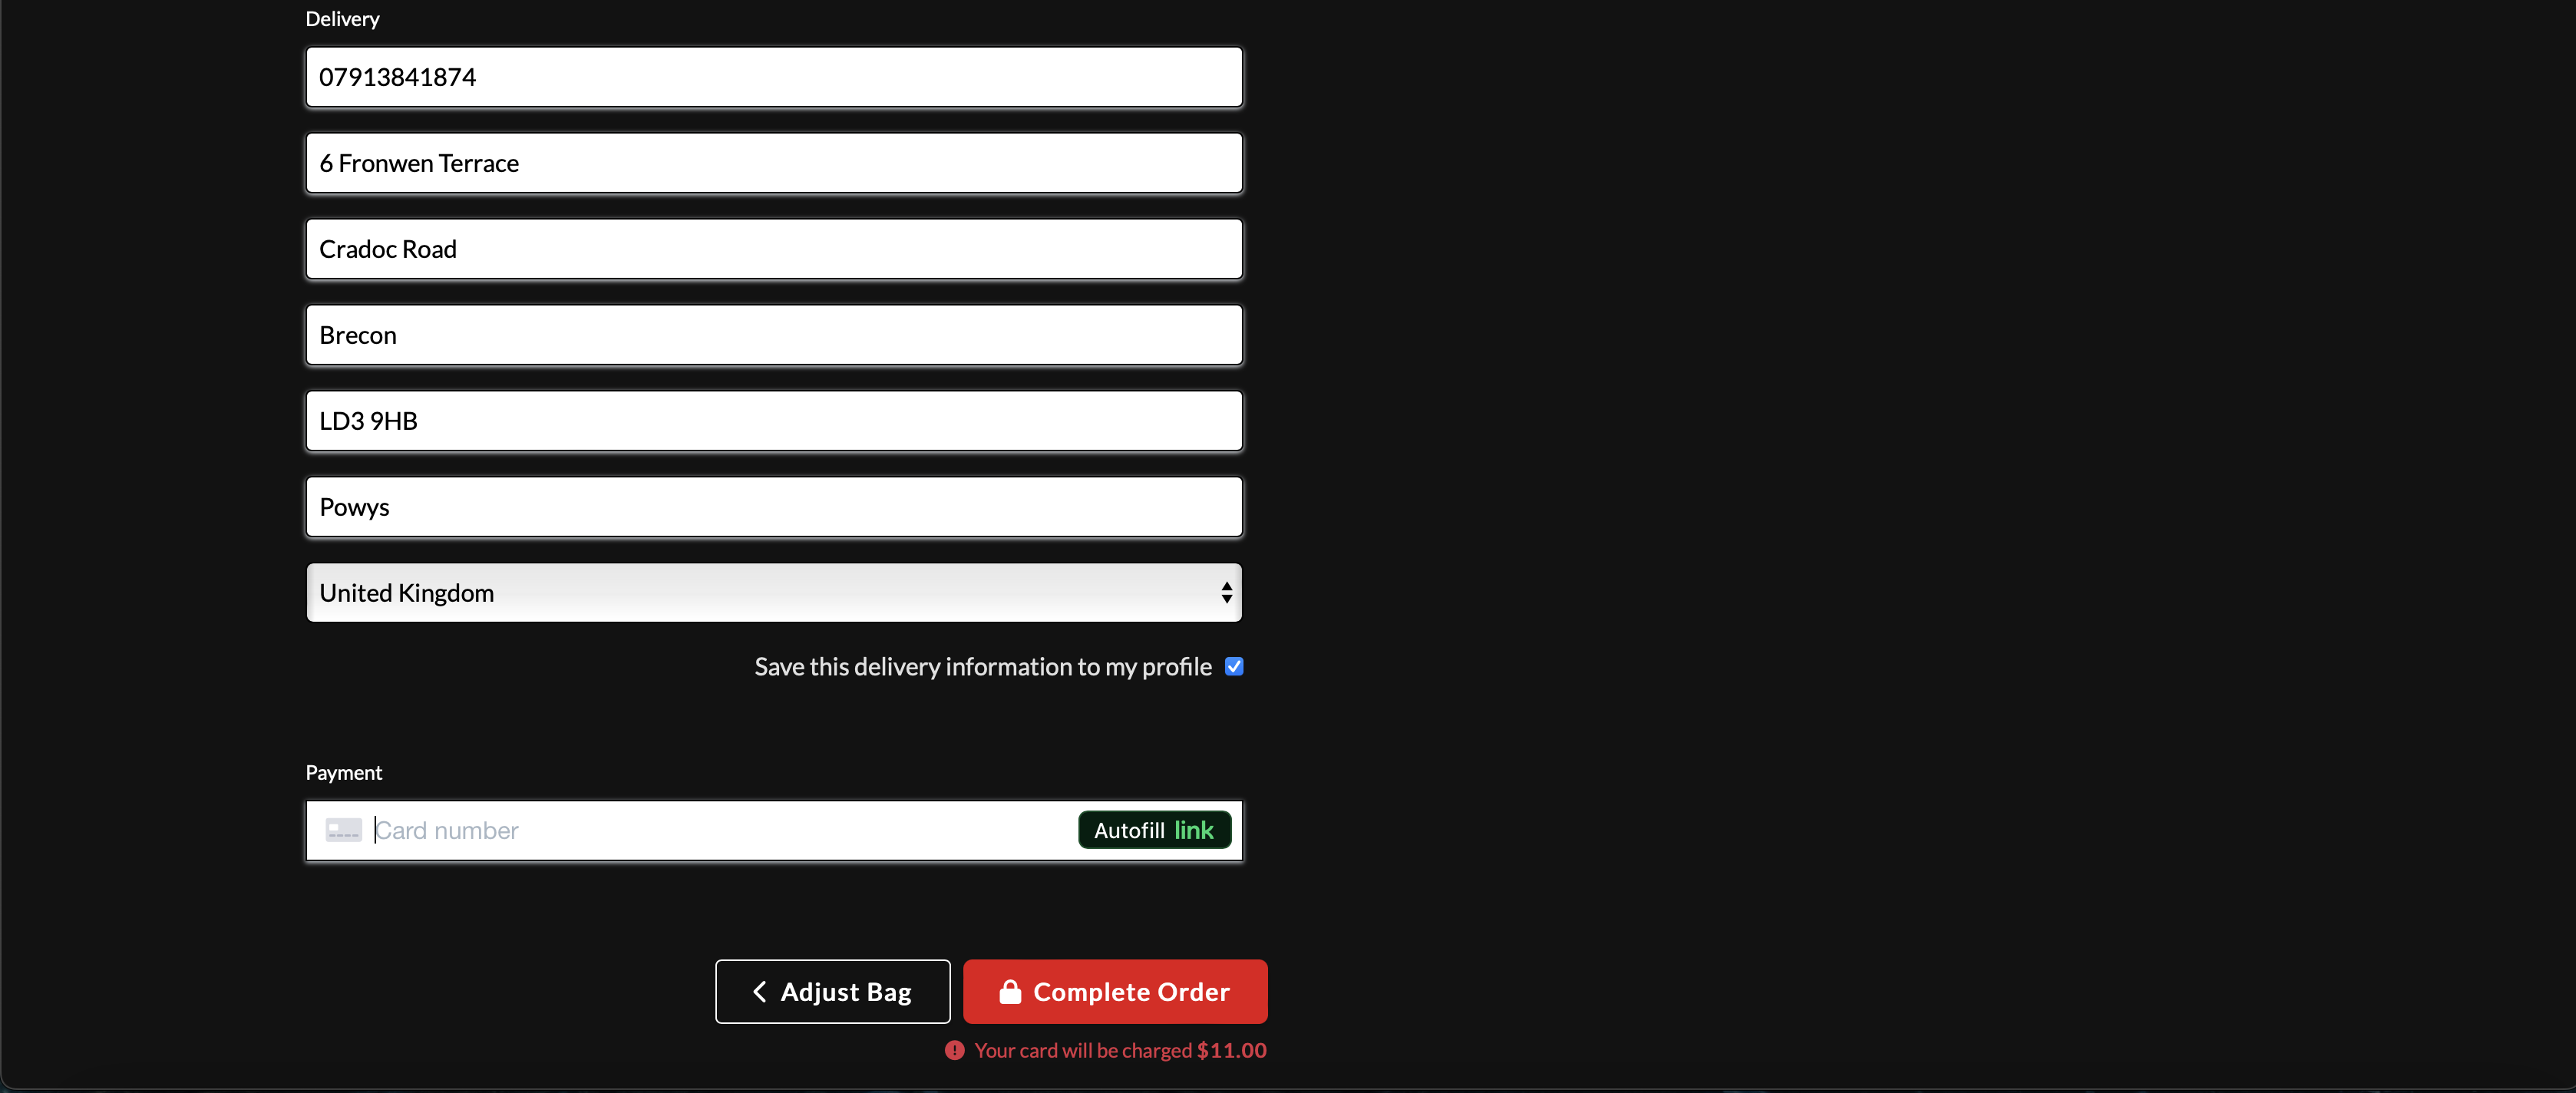 Delivery
07913841874
6 Fronwen Terrace
Cradoc Road
Brecon
LD3 9HB
Powys
United Kingdom
Save this delivery information to my profile
Payment
Card number
Autofill link
Adjust Bag
Complete Order
Your card will be charged $11.00